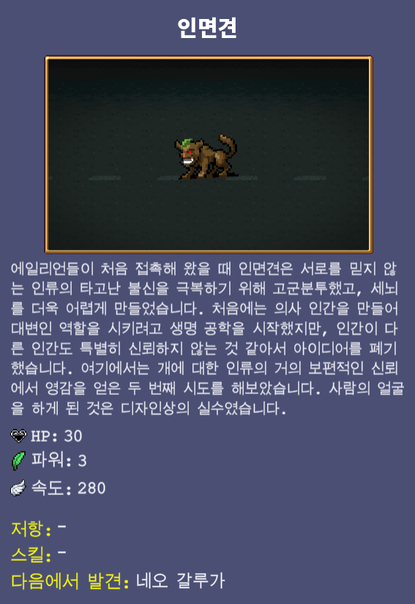 인면견
에일리언들이 처음 접촉해 왔을 때 인면견은 서로를 믿지 않
는 인류의 타고난 불신을 극복하기 위해 고군분투했고, 세뇌
를 더욱 어렵게 만들었습니다. 처음에는 의사 인간을 만들어
대변인 역할을 시키려고 생명 공학을 시작했지만, 인간이 다
른 인간도 특별히 신뢰하지 않는 것 같아서 아이디어를 폐기
했습니다. 여기에서는 개에 대한 인류의 거의 보편적인 신뢰
에서 영감을 얻은 두 번째 시도를 해보았습니다. 사람의 얼굴
을 하게 된 것은 디자인상의 실수였습니다.
HP: 30
파워: 3
속도: 280
저항: -
스킬: -
다음에서 발견: 네오 갈루가